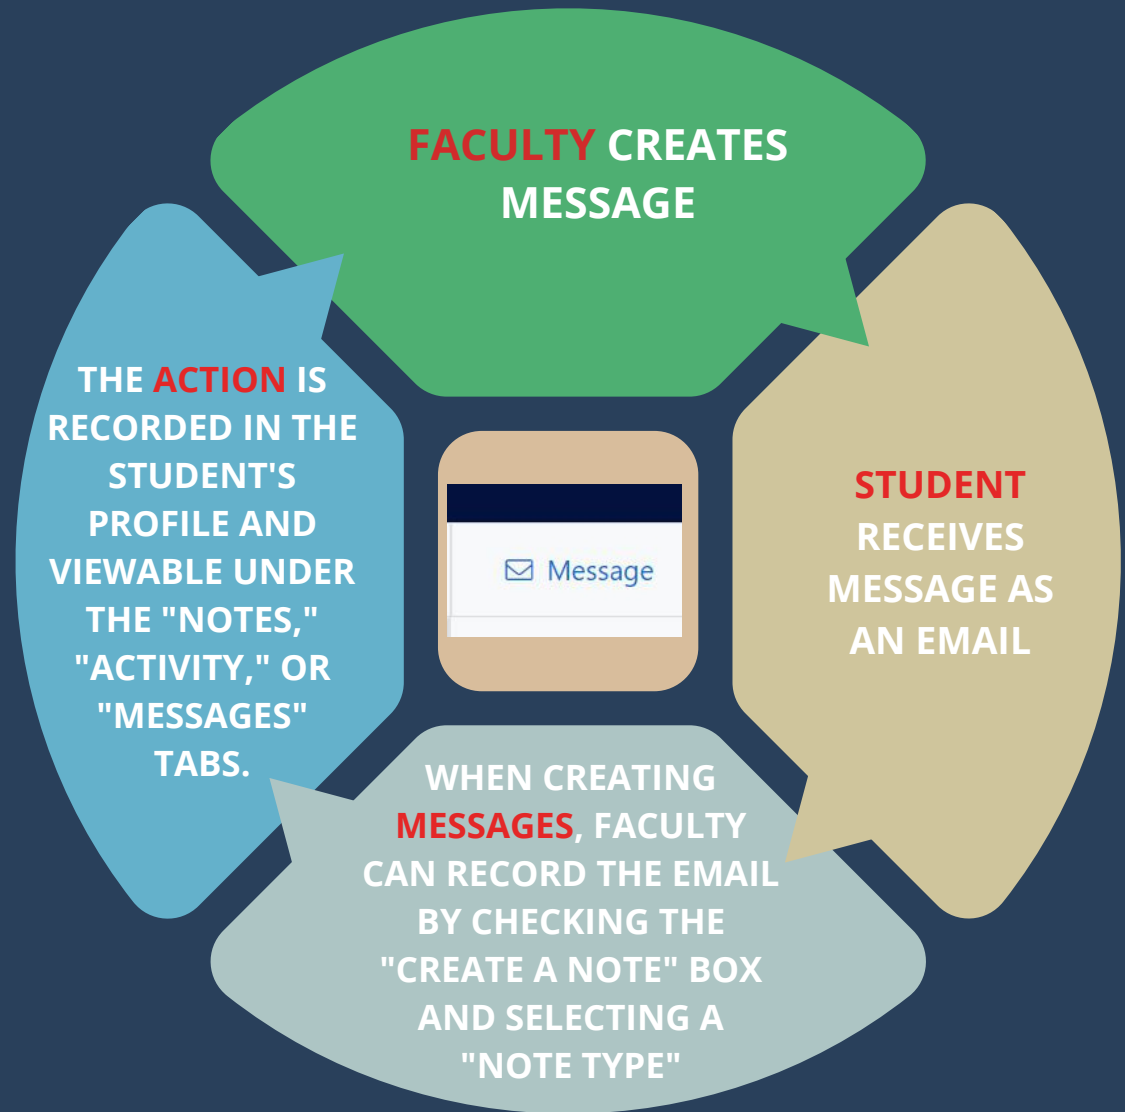 FACULTY CREATES
MESSAGE
STUDENT
RECEIVES
MESSAGE AS
AN EMAIL
WHEN CREATING
MESSAGES, FACULTY
CAN RECORD THE EMAIL
BY CHECKING THE
"CREATE A NOTE" BOX
AND SELECTING A
"NOTE TYPE"
THE ACTION IS
RECORDED IN THE
STUDENT'S
PROFILE AND
VIEWABLE UNDER
THE "NOTES,"
"ACTIVITY," OR
"MESSAGES"
TABS.
Message